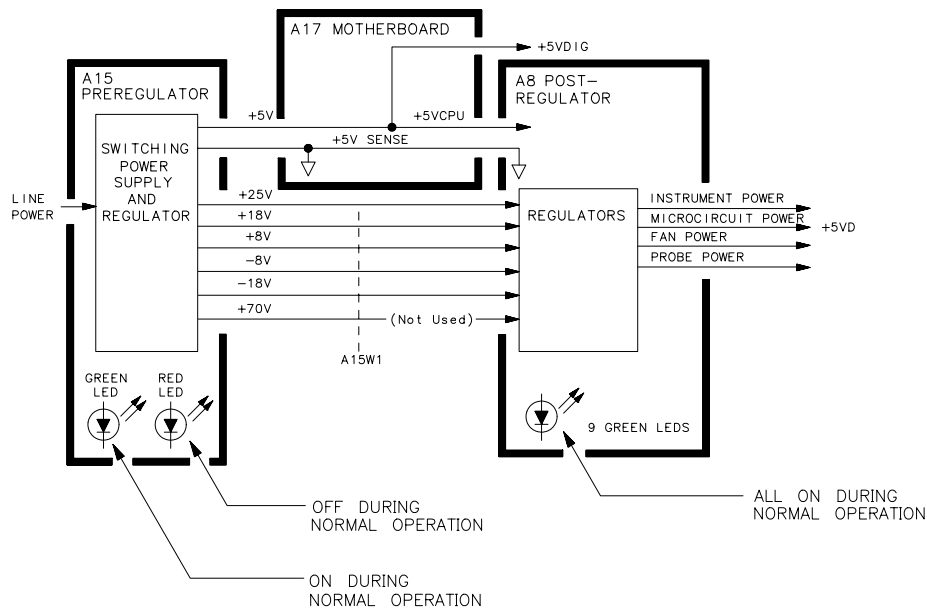 A17 MOTHERBOARD
+5VDIG
A15
PREREGULATOR
A8 POST-
REGULATOR
+5V
+5VCPU
+5V SENSE
SWITCHING
POWER
SUPPLY
AND
REGULATOR
LINE
POWER
+25V
+18V
+8V
-8V
-18V
+70V
(Not Used)
A15W1
REGULATORS
INSTRUMENT POWER
MICROCIRCUIT POWER
+5VD
FAN POWER
PROBE POWER
GREEN
LED
RED
LED
9 GREEN LEDS
OFF DURING
NORMAL OPERATION
ALL ON DURING
NORMAL OPERATION
ON DURING
NORMAL OPERATION